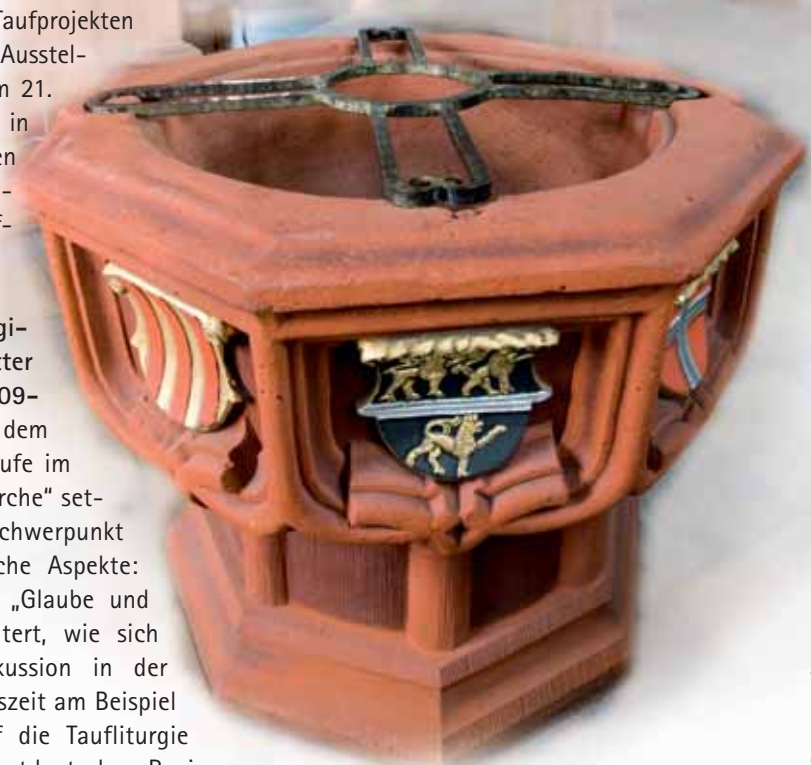 Taufprojekten
Ausstel-
21.
in
en
-
f-
gi-
tter
09-
dem
ufe im
rche" set-
chwerpunkt
che Aspekte:
„Glaube und
tert, wie sich
kussion in der
szeit am Beispiel
f die Taufliturgie